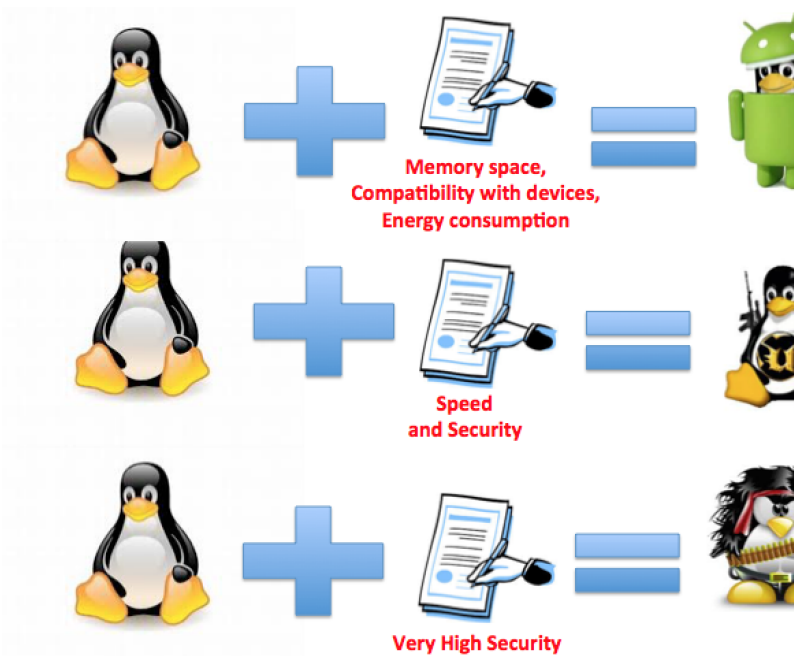 Memory space,
Compatibility with devices,
Energy consumption
Speed
and Security
Very High Security